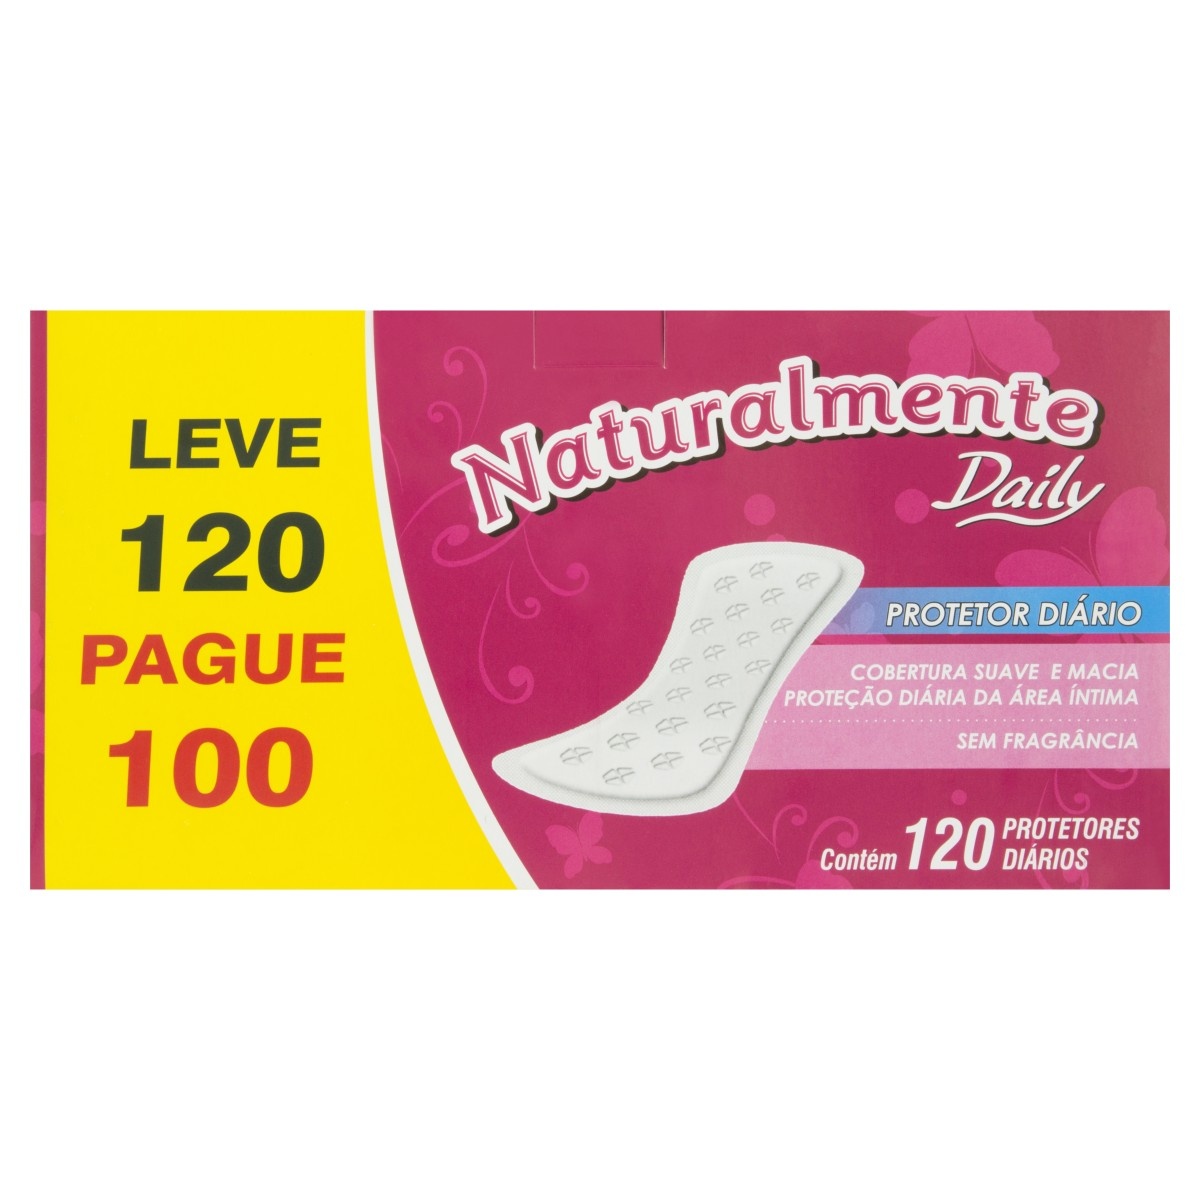 LEVE
120
PAGUE
100
Naturalmente
Daily
PROTETOR DIÁRIO
COBERTURA SUAVE E MACIA
PROTEÇÃO DIÁRIA DA ÁREA ÍNTIMA
SEM FRAGRÂNCIA
Contém 120 PROTETORES
DIÁRIOS